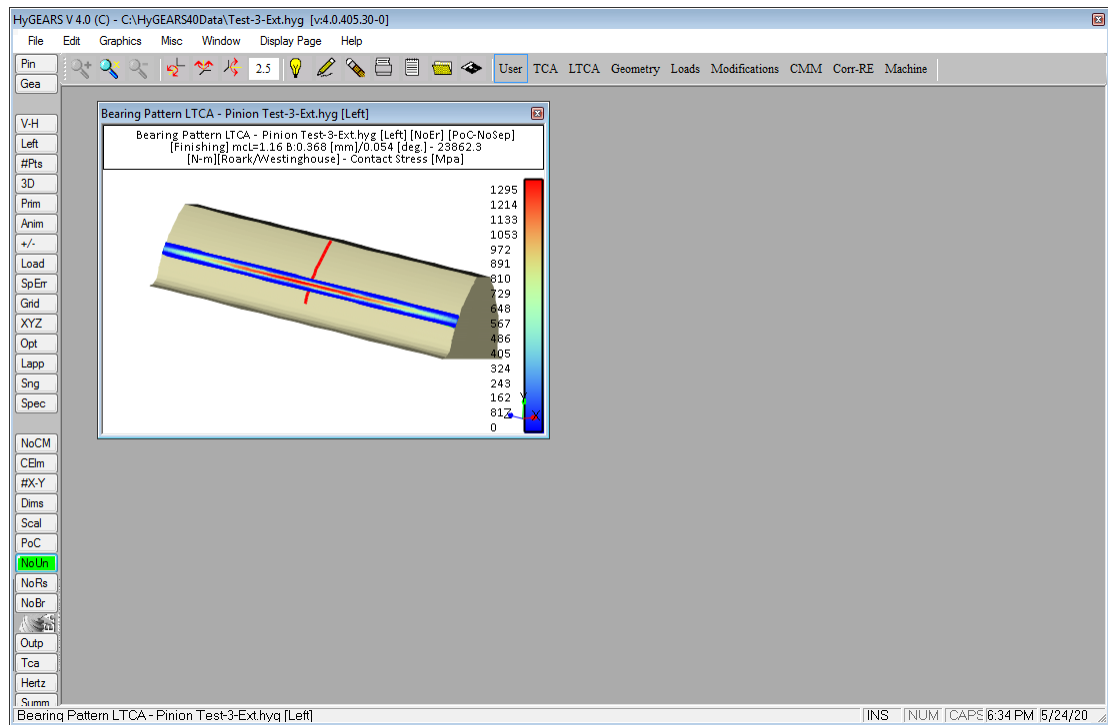 HyGEARS V 4.0 (C) - C:\HyGEARS40Data\Test-3-Ext.hyg [v:4.0.405.30-0]
File Edit Graphics Misc Window Display Page Help
Pin
Gea
2.5 User TCA LTCA Geometry Loads Modifications CMM Corr-RE Machine
V-H
Left
#Pts
3D
Prim
Anim
+/-
Load
SpErr
Grid
XYZ
Opt
Lapp
Sng
Spec
NoCM
CElm
#X-Y
Dims
Scal
PoC
NoUn
NoRs
NoBr
Outp
Tca
Hertz
Summ
Bearing Pattern LTCA - Pinion Test-3-Ext.hyg [Left]
Bearing Pattern LTCA - Pinion Test-3-Ext.hyg [Left] [NoEr] [PoC-NoSep]
[Finishing] mcL=1.16 B:0.368 [mm]/0.054 [deg.] - 23862.3
[N-m][Roark/Westinghouse] - Contact Stress [Mpa]
1295
1214
1133
1053
972
891
810
729
648
567
486
405
324
243
162
81
0
Y
Z X
Bearing Pattern LTCA - Pinion Test-3-Ext.hyg [Left] INS NUM CAPS 6:34 PM 5/24/20